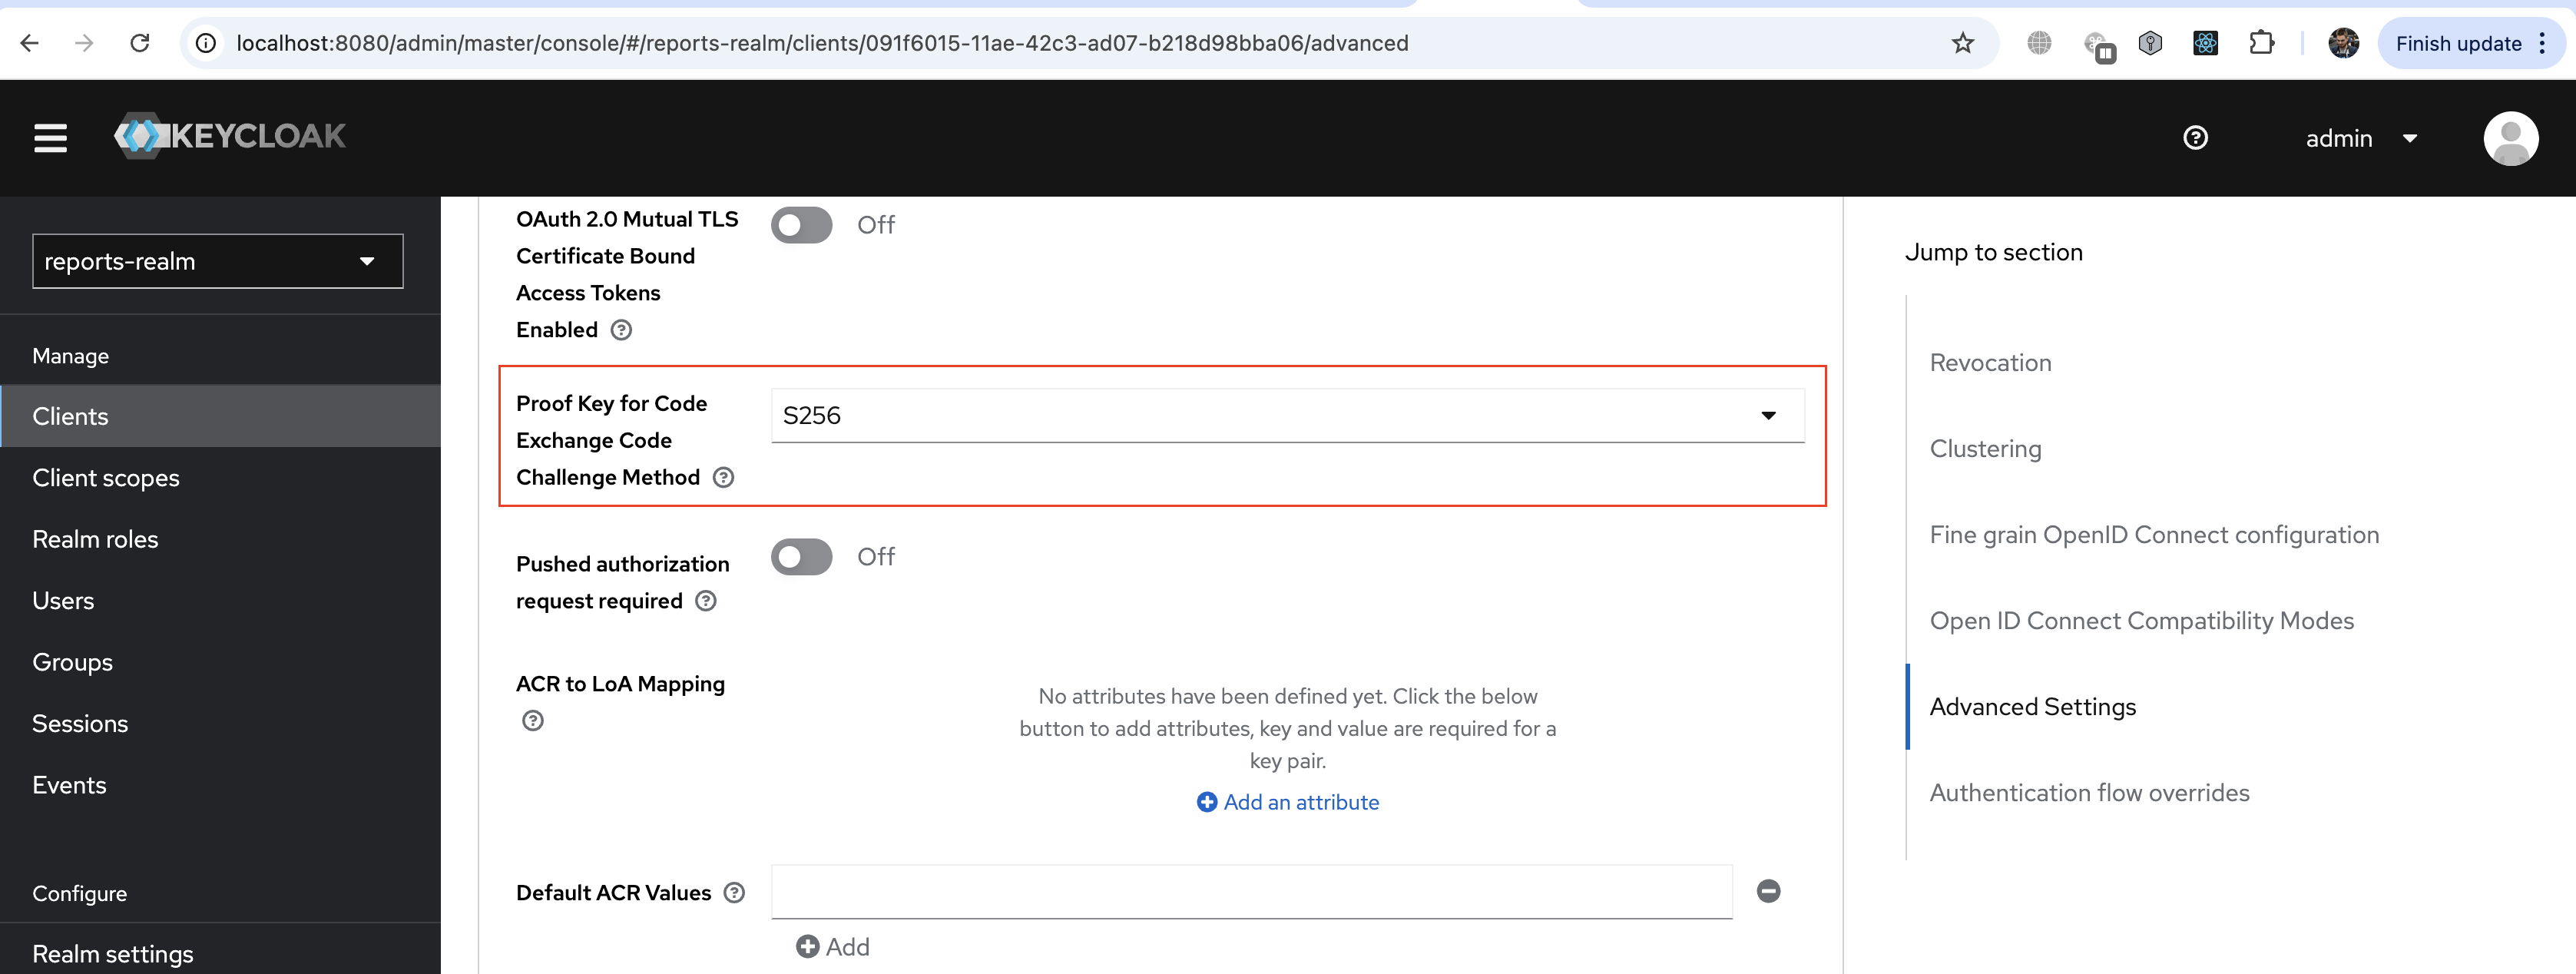 localhost:8080/admin/master/console/#/reports-realm/clients/091f6015-11ae-42c3-ad07-b218d98bba06/advanced
Finish update
KEYCLOAK
admin
reports-realm
Manage
Clients
Client scopes
Realm roles
Users
Groups
Sessions
Events
Configure
Realm settings
OAuth 2.0 Mutual TLS
Certificate Bound
Access Tokens
Enabled
Off
Proof Key for Code
Exchange Code
Challenge Method
S256
Pushed authorization
request required
Off
ACR to LoA Mapping
No attributes have been defined yet. Click the below
button to add attributes, key and value are required for a
key pair.
Add an attribute
Default ACR Values
Add
Jump to section
Revocation
Clustering
Fine grain OpenID Connect configuration
Open ID Connect Compatibility Modes
Advanced Settings
Authentication flow overrides